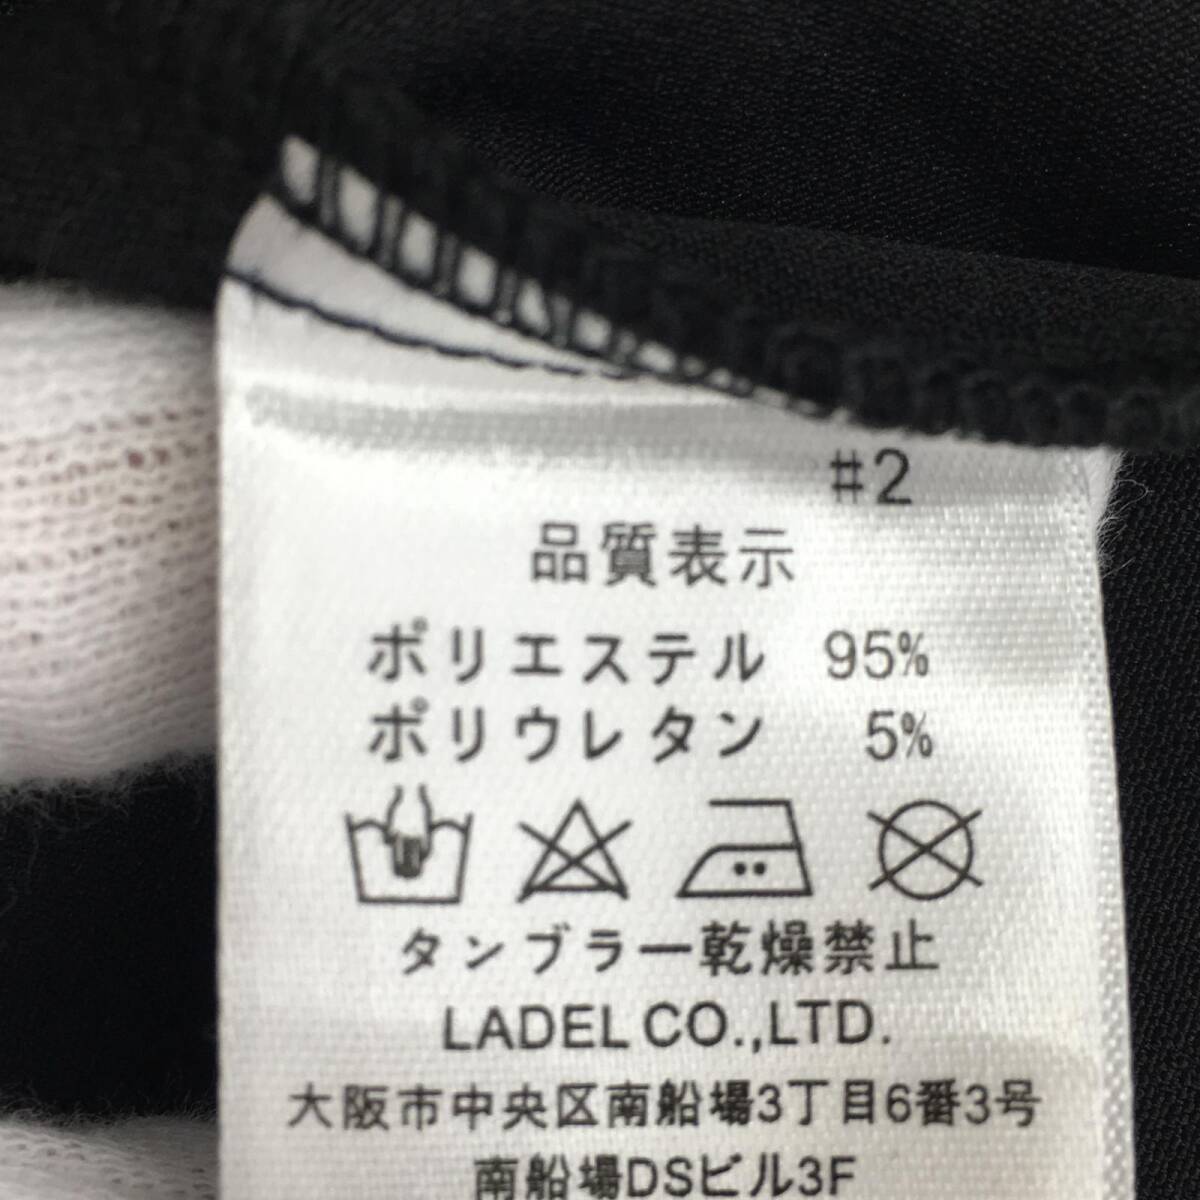 #2
品質表示
ポリエステル 95%
ポリウレタン 5%
タンブラー乾燥禁止
LADEL CO.,LTD.
大阪市中央区南船場3丁目6番3号
南船場DSビル3F